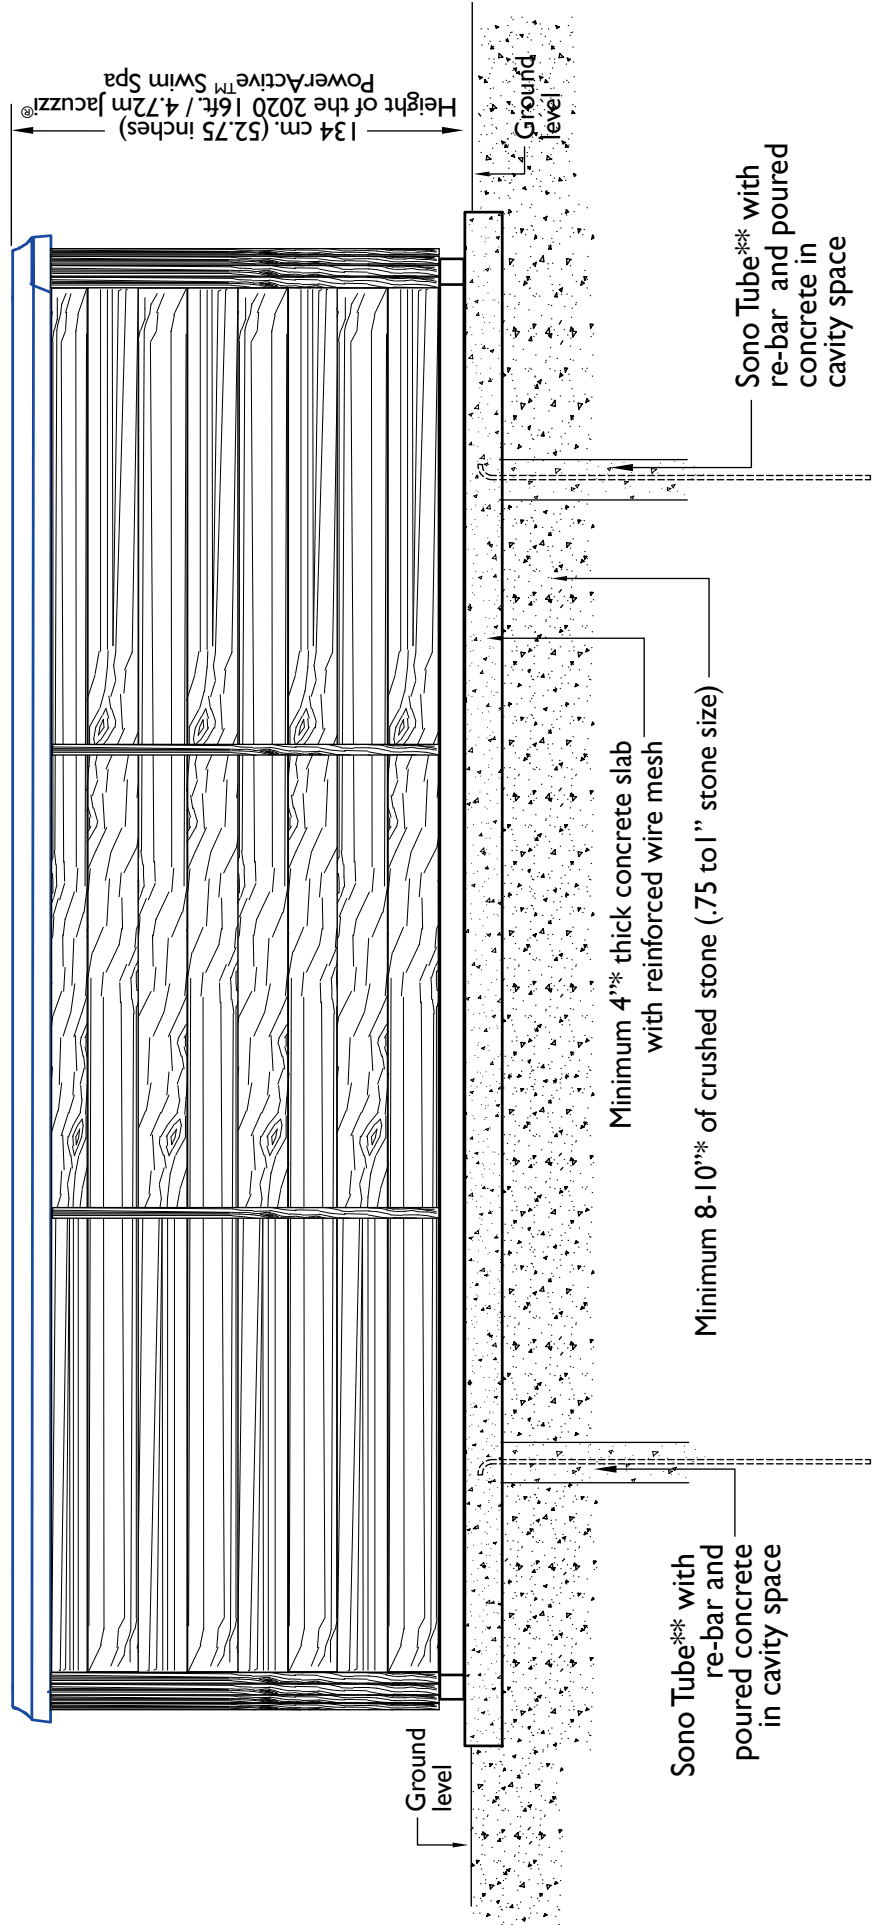 134 cm. (52.75 inches)
Height of the 2020 16ft. / 4.72m Jacuzzi®
PowerActive™ Swim Spa
Ground
level
Ground
level
Minimum 4”* thick concrete slab
with reinforced wire mesh
Minimum 8-10”* of crushed stone (.75 to1” stone size)
Sono Tube** with
re-bar and
poured concrete
in cavity space
Sono Tube** with
re-bar and poured
concrete in
cavity space